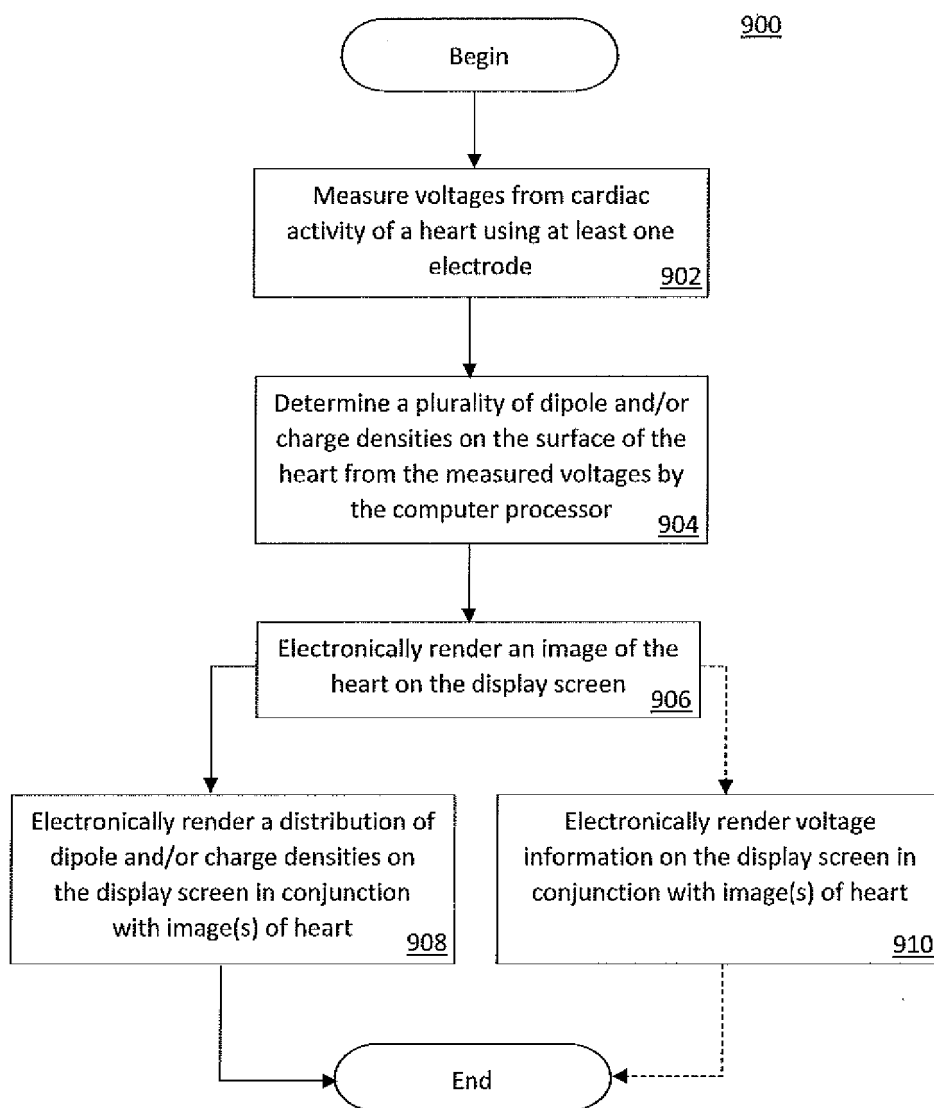 900
Begin
Measure voltages from cardiac
activity of a heart using at least one
electrode
902
Determine a plurality of dipole and/or
charge densities on the surface of the
heart from the measured voltages by
the computer processor
904
Electronically render an image of the
heart on the display screen
906
Electronically render a distribution of
dipole and/or charge densities on
the display screen in conjunction
with image(s) of heart
908
Electronically render voltage
information on the display screen in
conjunction with image(s) of heart
910
End